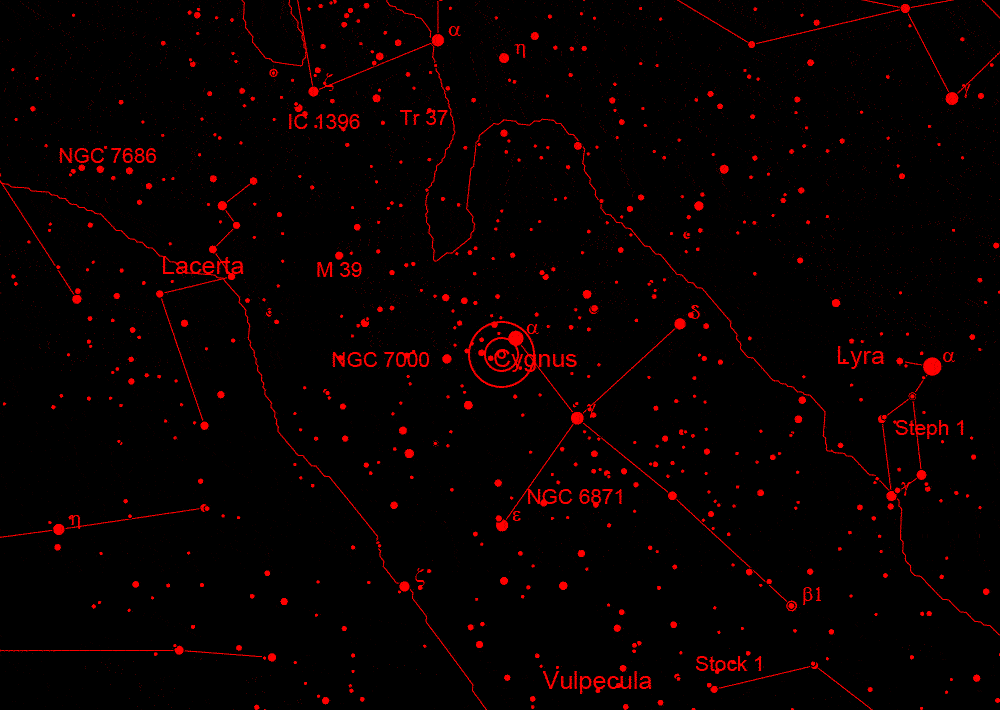 α
η
γ
ζ
IC 1396
Tr 37
NGC 7686
Lacerta
M 39
δ
α
NGC 7000
Cygnus
Lyra
α
γ
Steph 1
γ
NGC 6871
ε
η
ζ
β1
Stock 1
Vulpecula